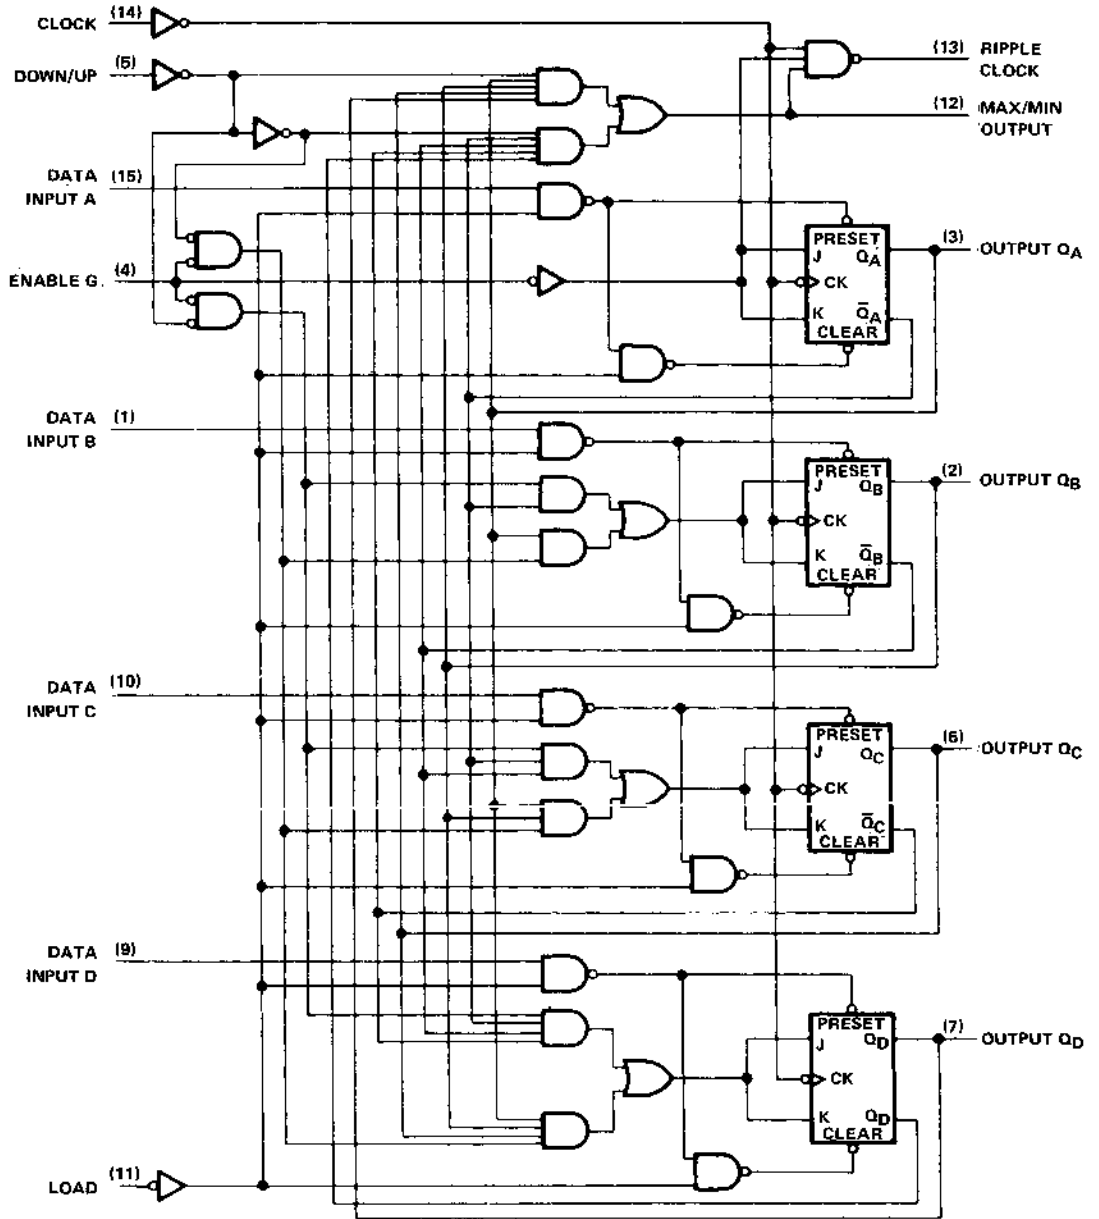 CLOCK (14)
DOWN/UP (5)
(13) RIPPLE
CLOCK
(12) MAX/MIN
OUTPUT
DATA (15)
INPUT A
PRESET
J QA
(3) OUTPUT QA
ENABLE G (4)
CK
K Q̄A
CLEAR
DATA (1)
INPUT B
PRESET
J QB
(2) OUTPUT QB
CK
K Q̄B
CLEAR
DATA (10)
INPUT C
PRESET
J QC
(6) OUTPUT QC
CK
K Q̄C
CLEAR
DATA (9)
INPUT D
PRESET
J QD
(7) OUTPUT QD
CK
K QD
CLEAR
LOAD (11)